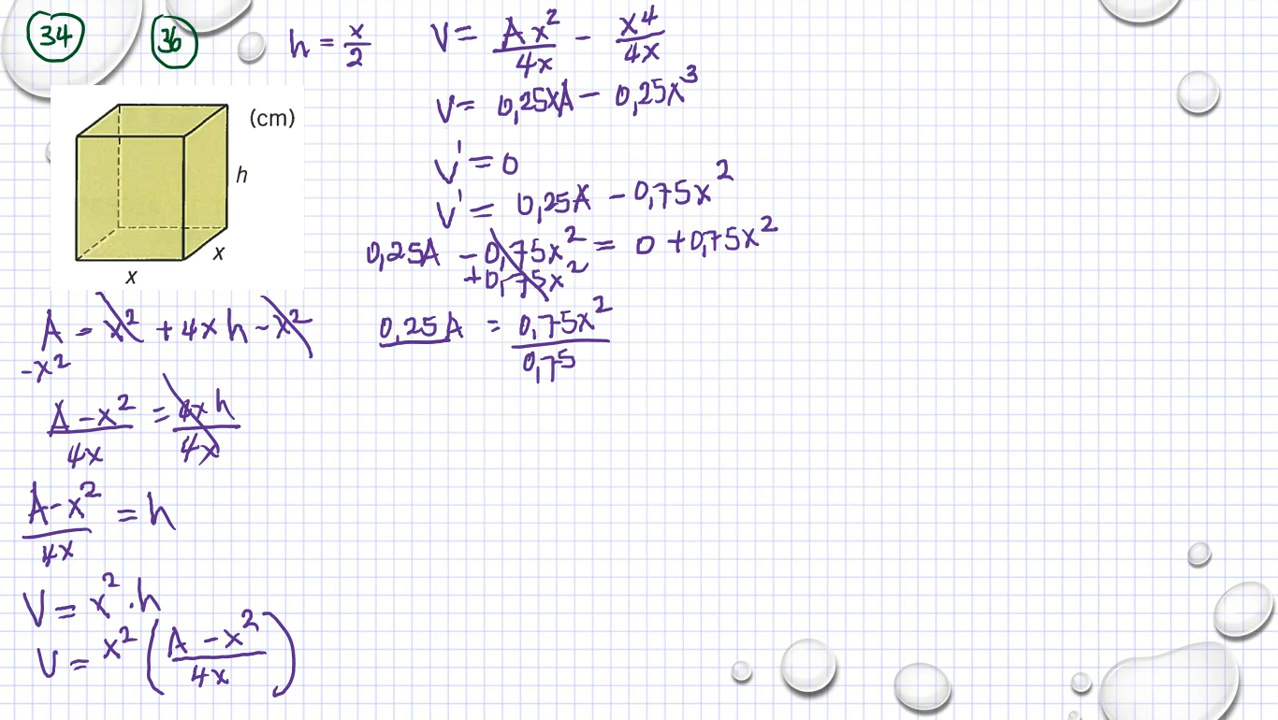 34 36 h = x/2
(cm)
h
x
x
A = x² + 4xh - x²
-x²
A - x² / 4x = 4xh / 4x
A - x² / 4x = h
V = x² · h
V = x² (A - x² / 4x)
V = Ax²/4x - x⁴/4x
V = 0,25xA - 0,25x³
V' = 0
V' = 0,25A - 0,75x²
0,25A - 0,75x² = 0 + 0,75x²
+0,75x²
0,25A = 0,75x² / 0,75